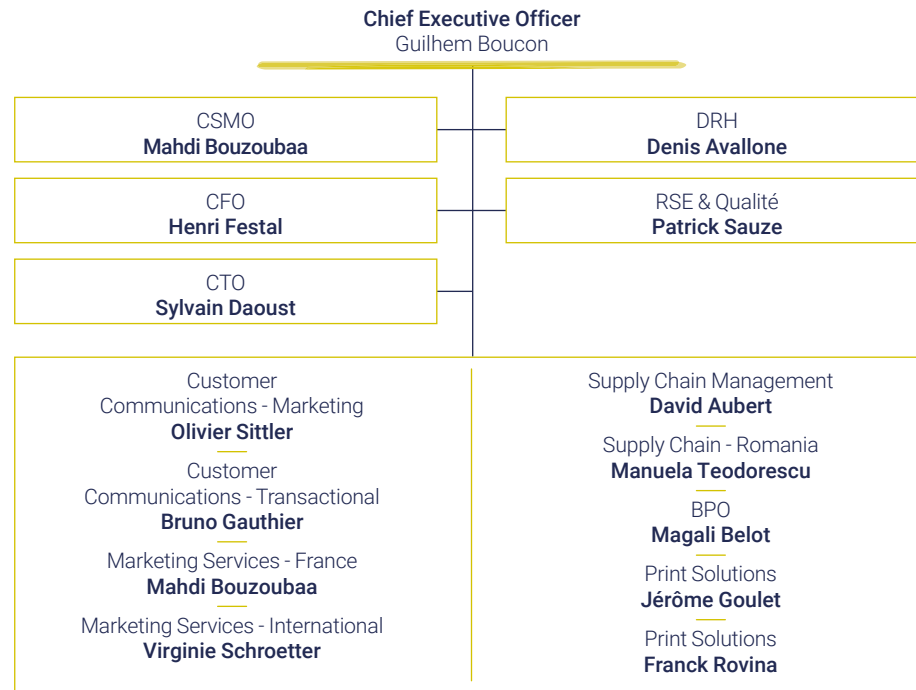 Chief Executive Officer
Guilhem Boucon
CSMO
Mahdi Bouzoubaa
DRH
Denis Avallone
CFO
Henri Festal
RSE & Qualité
Patrick Sauze
CTO
Sylvain Daoust
Customer
Communications - Marketing
Olivier Sittler
Customer
Communications - Transactional
Bruno Gauthier
Marketing Services - France
Mahdi Bouzoubaa
Marketing Services - International
Virginie Schroetter
Supply Chain Management
David Aubert
Supply Chain - Romania
Manuela Teodorescu
BPO
Magali Belot
Print Solutions
Jérôme Goulet
Print Solutions
Franck Rovina